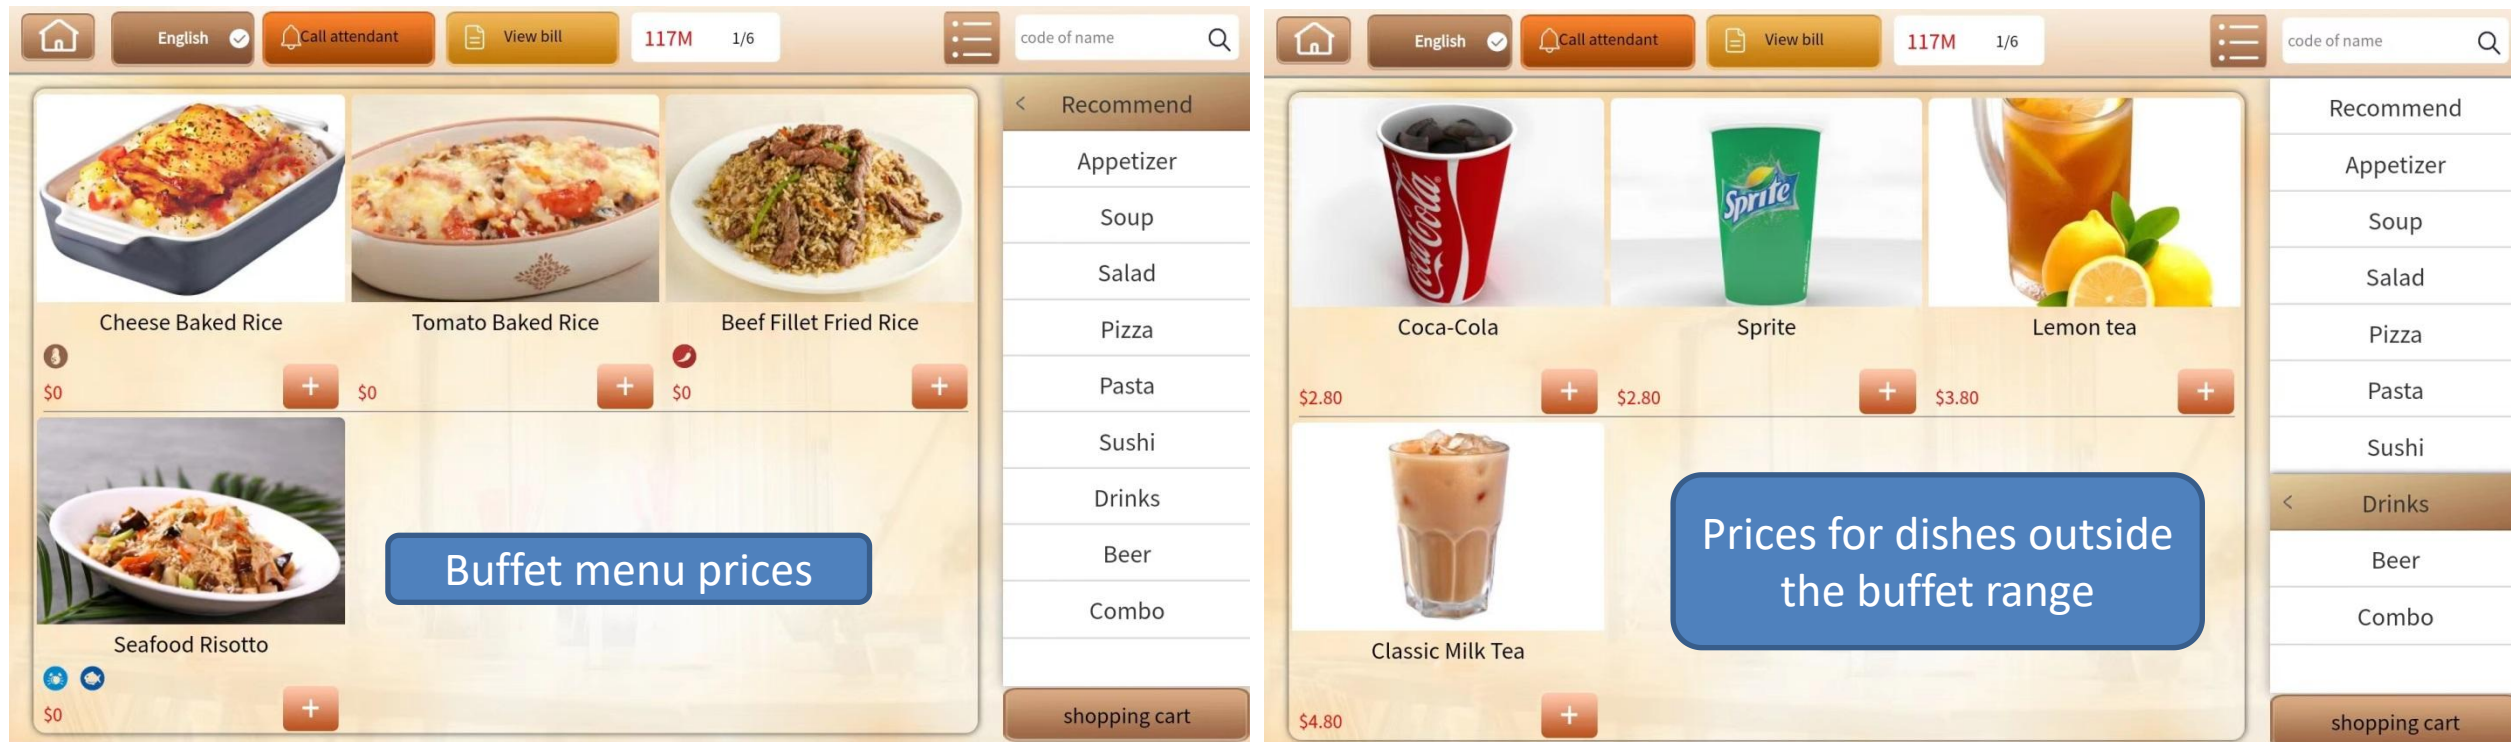 English
Call attendant
View bill
117M
1/6
code of name
Cheese Baked Rice
Tomato Baked Rice
Beef Fillet Fried Rice
$0
$0
$0
Seafood Risotto
$0
Buffet menu prices
Recommend
Appetizer
Soup
Salad
Pizza
Pasta
Sushi
Drinks
Beer
Combo
shopping cart
English
Call attendant
View bill
117M
1/6
code of name
Coca-Cola
Sprite
Coca-Cola
Sprite
Lemon tea
$2.80
$2.80
$3.80
Classic Milk Tea
$4.80
Prices for dishes outside
the buffet range
Recommend
Appetizer
Soup
Salad
Pizza
Pasta
Sushi
Drinks
Beer
Combo
shopping cart